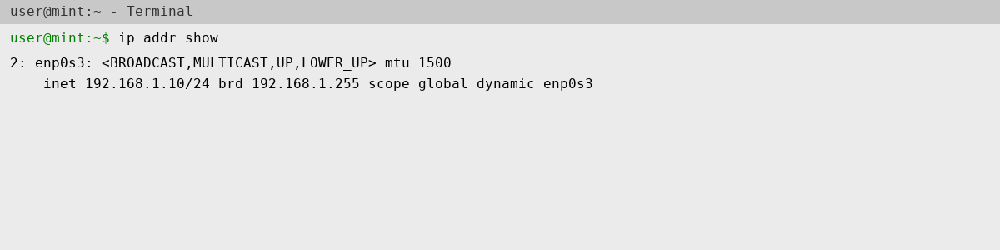 user@mint:~ - Terminal
user@mint:~$ ip addr show
2: enp0s3: <BROADCAST,MULTICAST,UP,LOWER_UP> mtu 1500
    inet 192.168.1.10/24 brd 192.168.1.255 scope global dynamic enp0s3